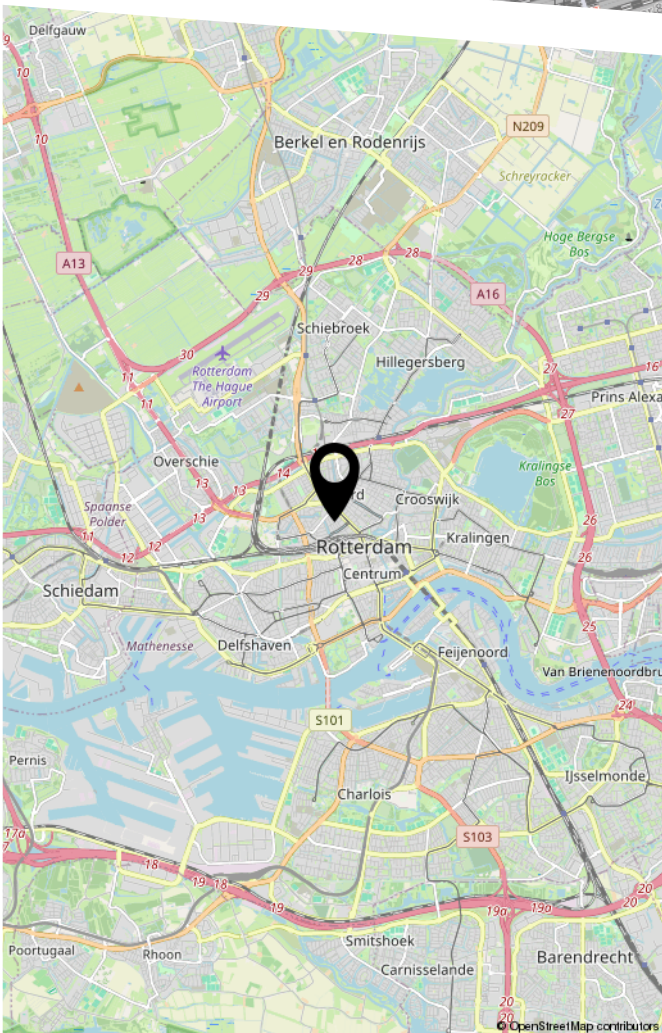 Delfgauw
9
10
10
Berkel en Rodenrijs
N209
Schreyracker
Hoge Bergse
Bos
A13
29
28
28
29
A16
Schiebroek
30
Rotterdam
The Hague
Airport
Hillegersberg
11
11
27
16
27
Prins Alexa
Overschie
14
13
13
13
Kralingse
Bos
rd
Crooswijk
Spaanse
Polder
26
11
12
12
Rotterdam
Kralingen
26
Centrum
Schiedam
25
Mathenesse
Delfshaven
Feijenoord
Van Brienenoordbru
24
S101
Pernis
IJsselmonde
Charlois
17a
7
S103
18
19
18
19
19a
19a
20
20
Smitshoek
Poortugaal
Rhoon
Barendrecht
Carnisselande
20
20
© OpenStreetMap contributors